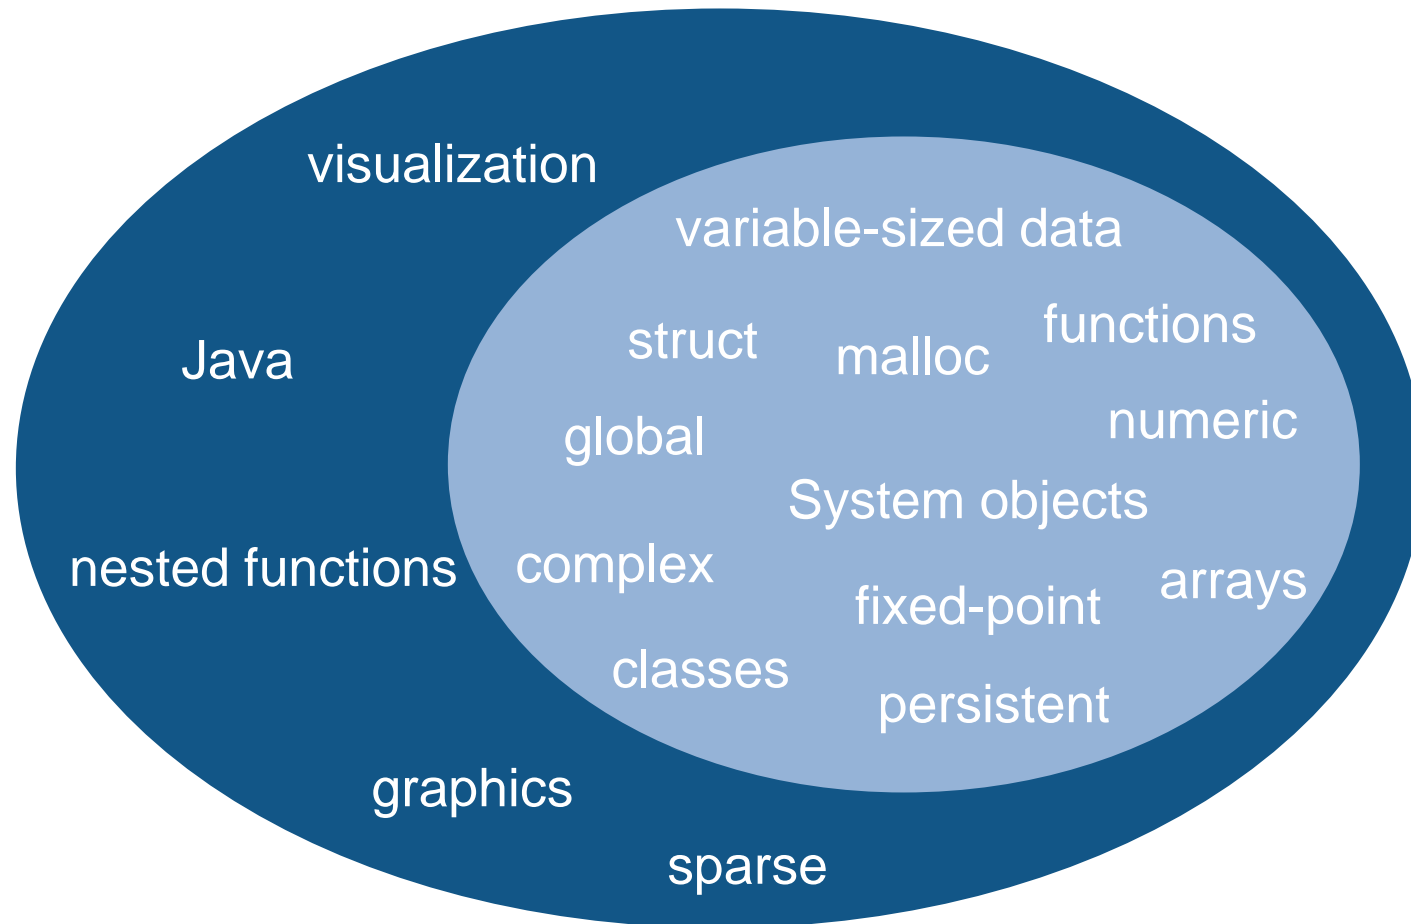 visualization
variable-sized data
functions
struct
malloc
Java
numeric
global
System objects
nested functions
complex
arrays
fixed-point
classes
persistent
graphics
sparse